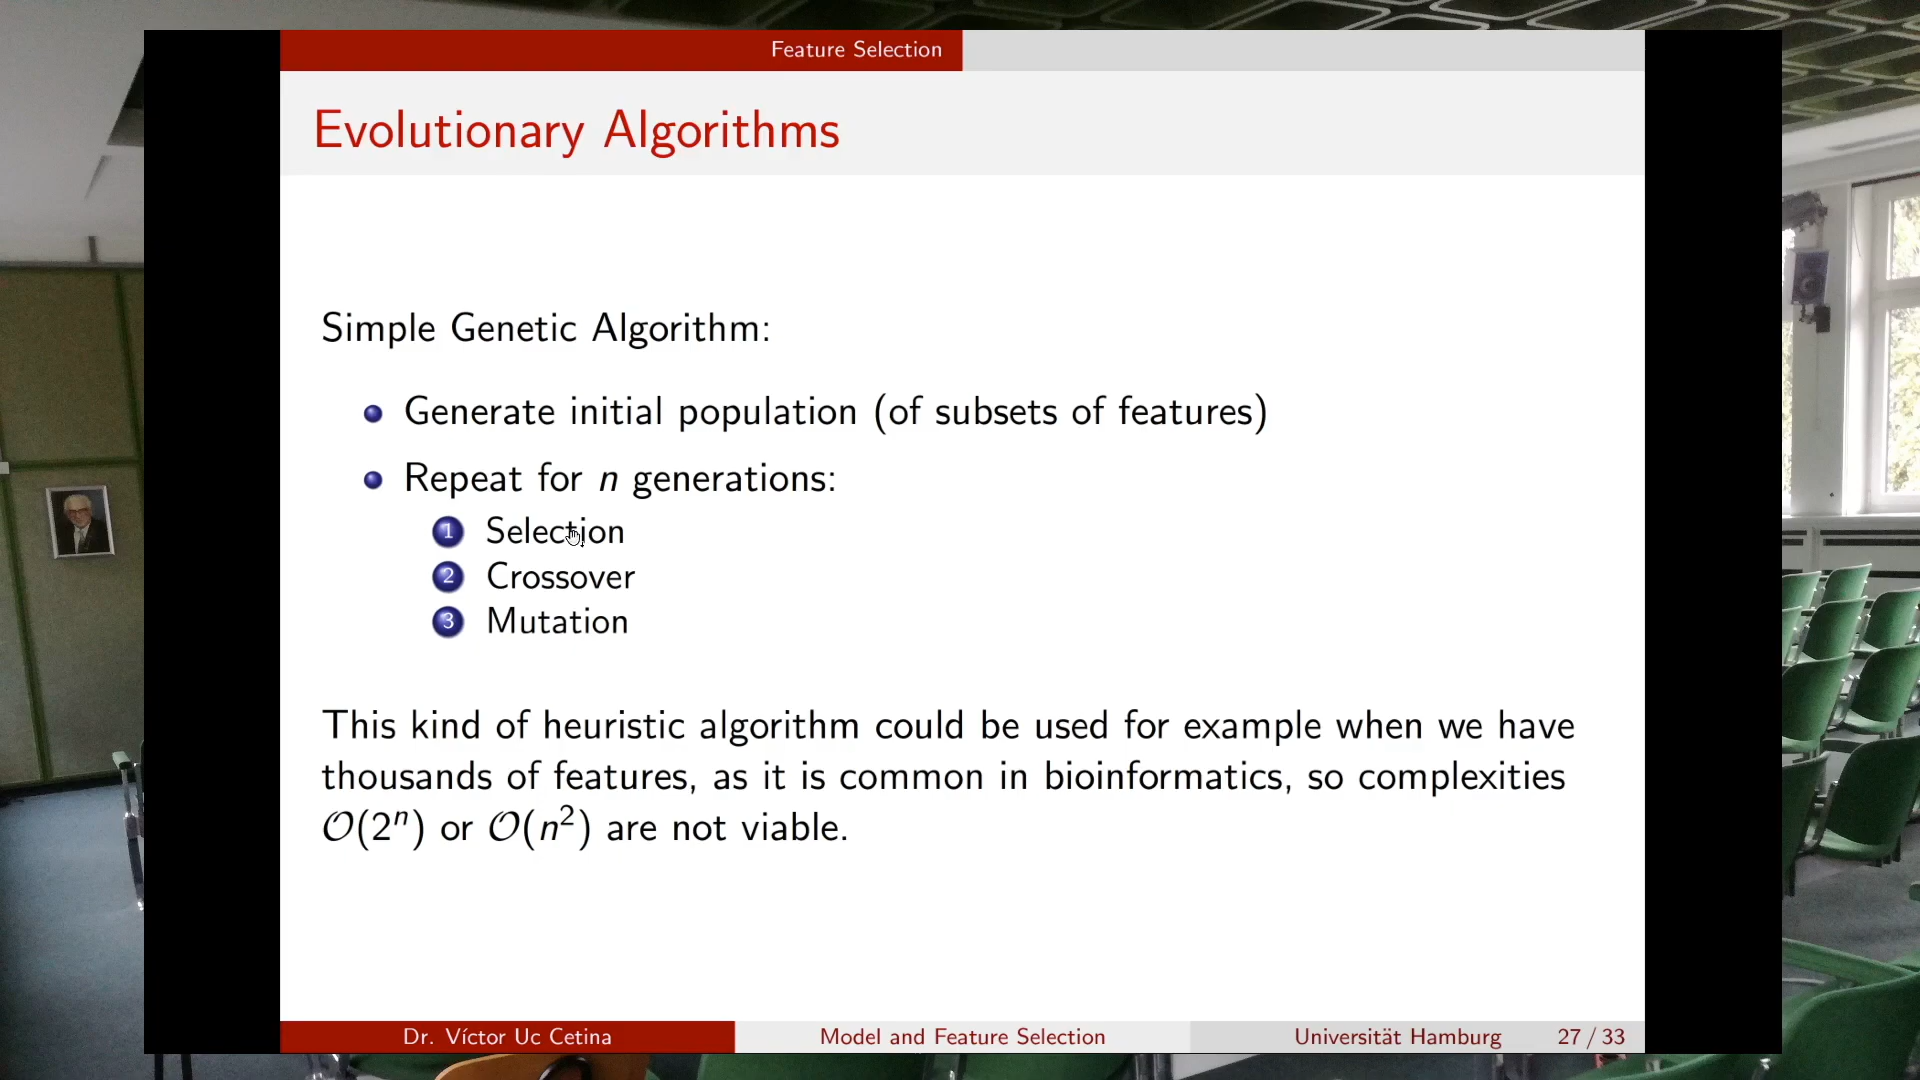 Feature Selection
Evolutionary Algorithms
Simple Genetic Algorithm:
Generate initial population (of subsets of features)
Repeat for n generations:
1 Selection
2 Crossover
3 Mutation
This kind of heuristic algorithm could be used for example when we have
thousands of features, as it is common in bioinformatics, so complexities
𝒪(2ⁿ) or 𝒪(n²) are not viable.
Dr. Víctor Uc Cetina Model and Feature Selection Universität Hamburg 27 / 33